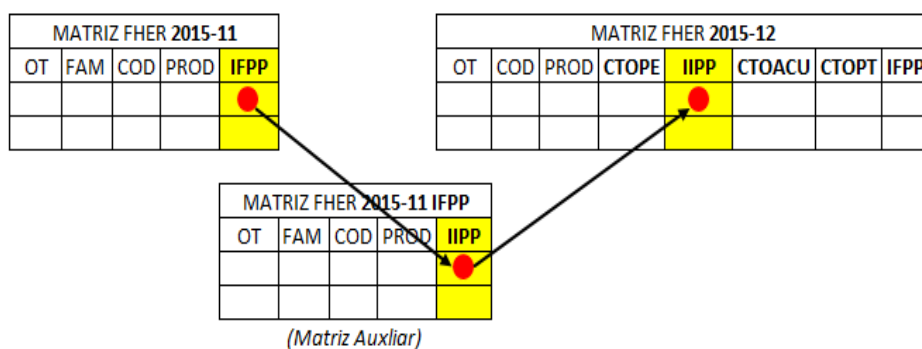 MATRIZ FHER 2015-11
OT FAM COD PROD IFPP
MATRIZ FHER 2015-12
OT COD PROD CTOPE IIPP CTOACU CTOPT IFPP
MATRIZ FHER 2015-11 IFPP
OT FAM COD PROD IIPP
(Matriz Auxliar)